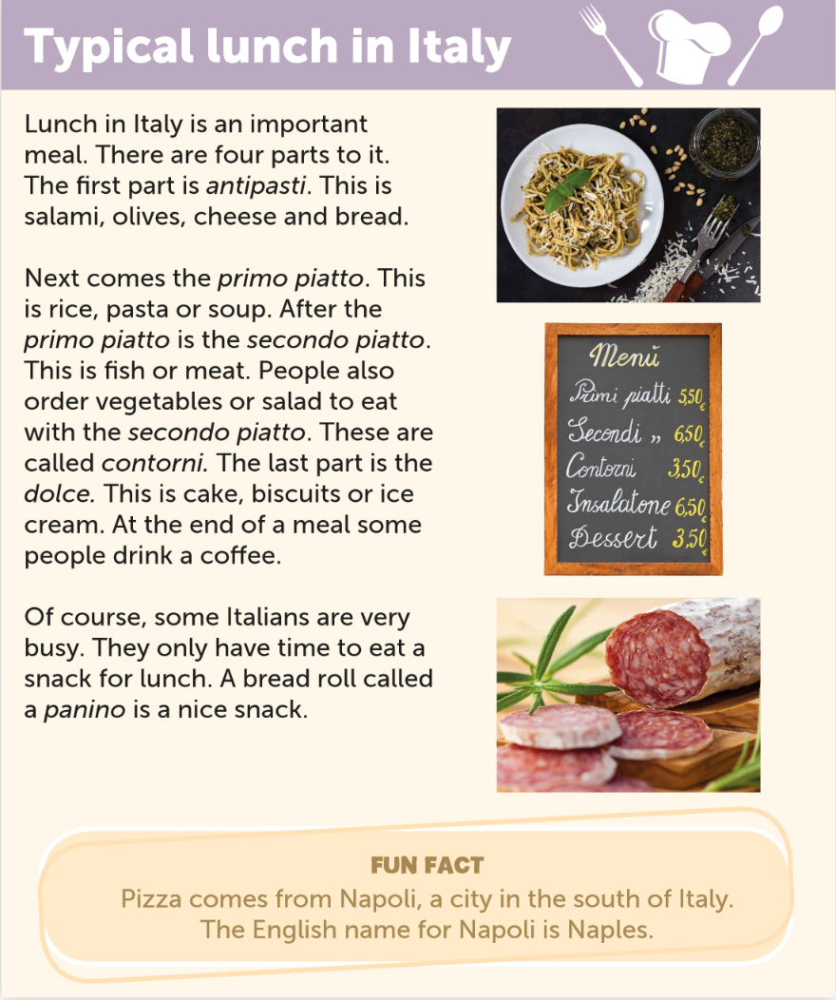 Typical lunch in Italy
Lunch in Italy is an important
meal. There are four parts to it.
The first part is antipasti. This is
salami, olives, cheese and bread.
Next comes the primo piatto. This
is rice, pasta or soup. After the
primo piatto is the secondo piatto.
This is fish or meat. People also
order vegetables or salad to eat
with the secondo piatto. These are
called contorni. The last part is the
dolce. This is cake, biscuits or ice
cream. At the end of a meal some
people drink a coffee.
Of course, some Italians are very
busy. They only have time to eat a
snack for lunch. A bread roll called
a panino is a nice snack.
Menŭ
Primi piatti 5,50€
Secondi „ 6,50€
Contorni 3,50€
Insalatone 6,50€
Dessert 3,50€
FUN FACT
Pizza comes from Napoli, a city in the south of Italy.
The English name for Napoli is Naples.